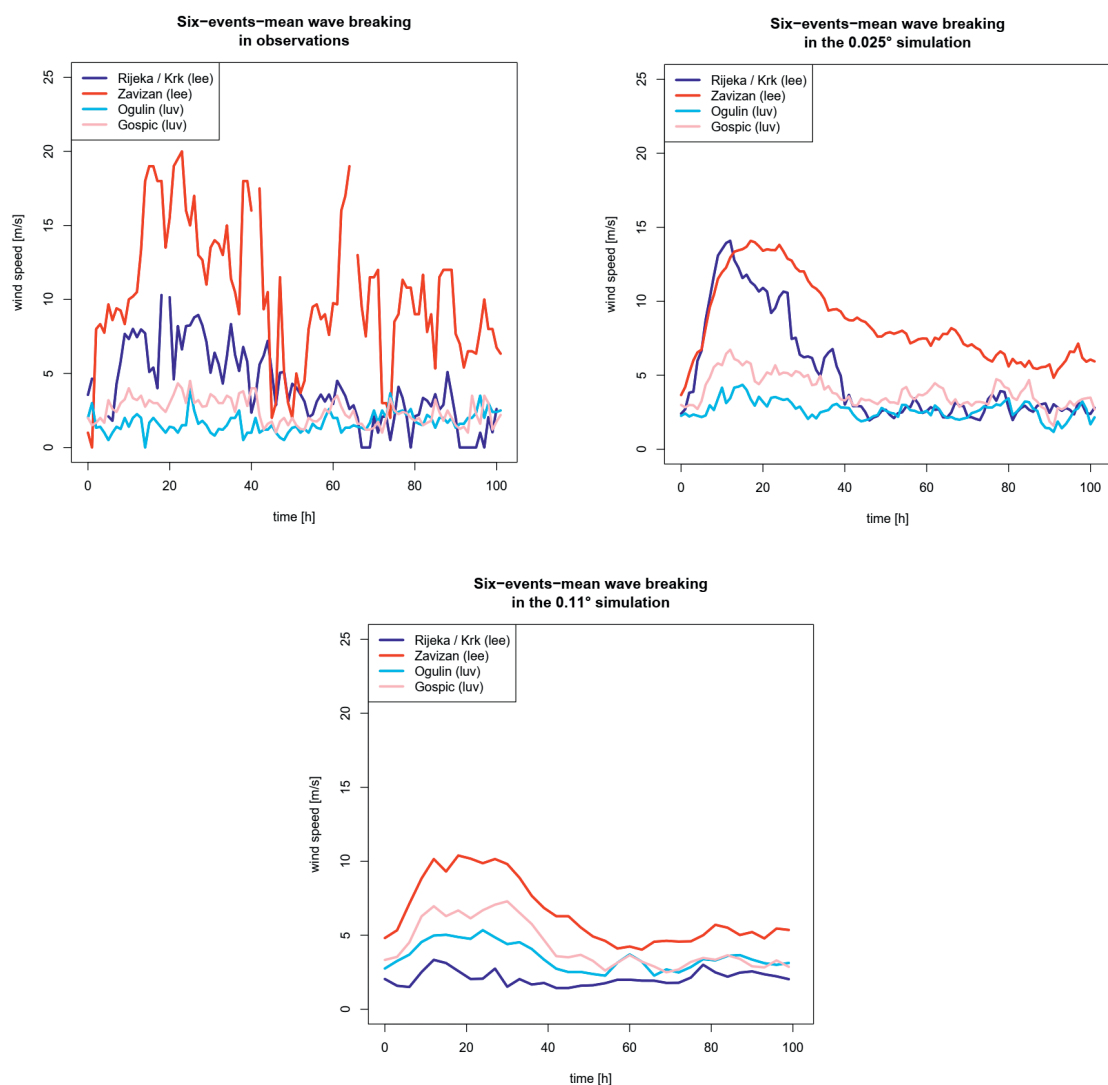 Six−events−mean wave breaking
in observations
Rijeka / Krk (lee)
Zavizan (lee)
Ogulin (luv)
Gospic (luv)
wind speed [m/s]
25
20
15
10
5
0
0 20 40 60 80 100
time [h]
Six−events−mean wave breaking
in the 0.025° simulation
Rijeka / Krk (lee)
Zavizan (lee)
Ogulin (luv)
Gospic (luv)
wind speed [m/s]
25
20
15
10
5
0
0 20 40 60 80 100
time [h]
Six−events−mean wave breaking
in the 0.11° simulation
Rijeka / Krk (lee)
Zavizan (lee)
Ogulin (luv)
Gospic (luv)
wind speed [m/s]
25
20
15
10
5
0
0 20 40 60 80 100
time [h]